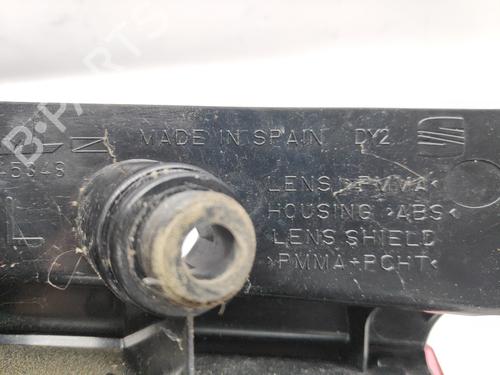 MADE IN SPAIN DY2
LENS >PMMA<
HOUSING >ABS<
LENS SHIELD
>PMMA+PCHT<
B-PARTS